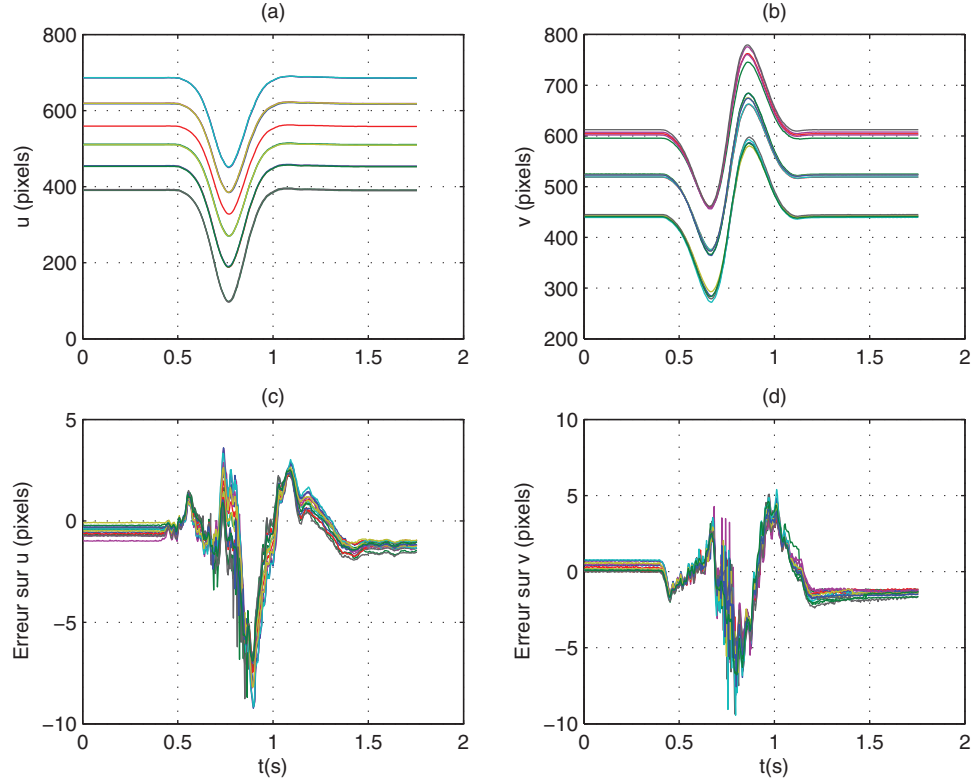 (a)
u (pixels)
800
600
400
200
0
0 0.5 1 1.5 2
(b)
v (pixels)
800
700
600
500
400
300
200
0 0.5 1 1.5 2
(c)
Erreur sur u (pixels)
5
0
−5
−10
0 0.5 1 1.5 2
t(s)
(d)
Erreur sur v (pixels)
10
5
0
−5
−10
0 0.5 1 1.5 2
t(s)